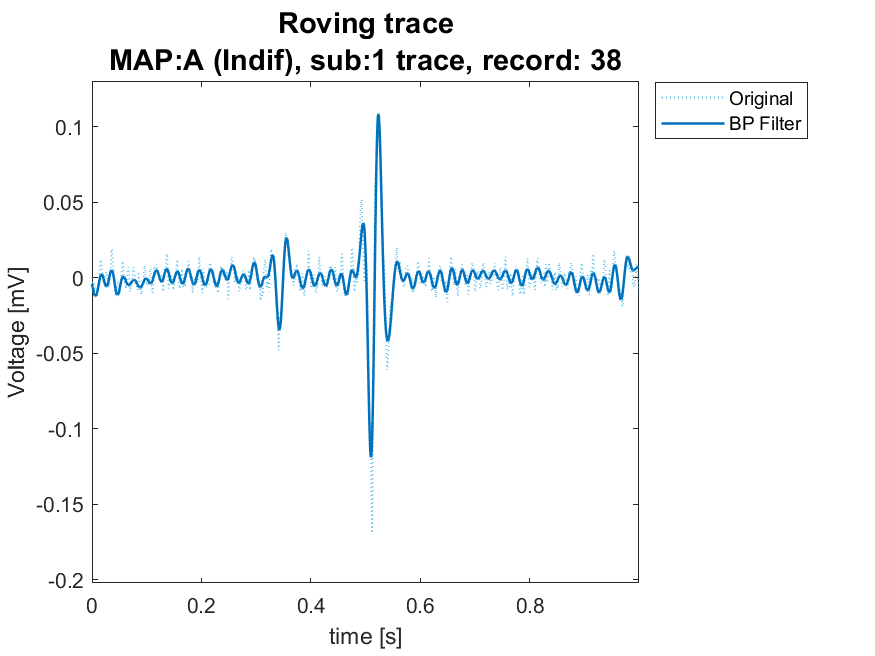 Roving trace
MAP:A (Indif), sub:1 trace, record: 38
Original
BP Filter
0.1
0.05
0
-0.05
-0.1
-0.15
-0.2
Voltage [mV]
0 0.2 0.4 0.6 0.8
time [s]